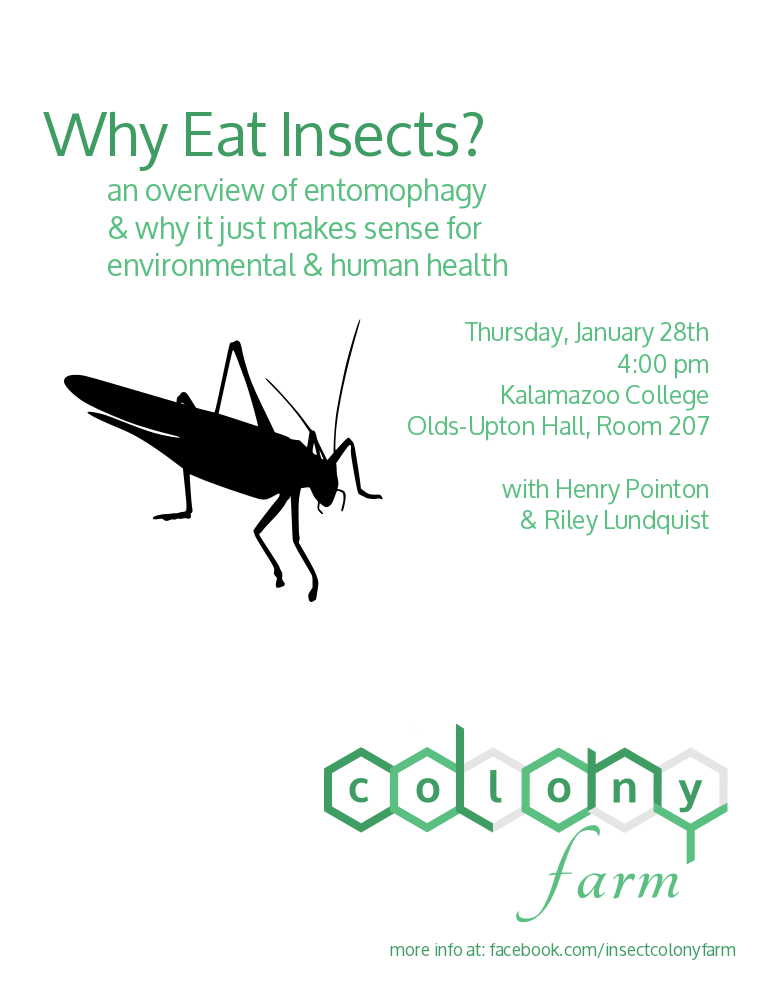 Why Eat Insects?
an overview of entomophagy
& why it just makes sense for
environmental & human health
Thursday, January 28th
4:00 pm
Kalamazoo College
Olds-Upton Hall, Room 207
with Henry Pointon
& Riley Lundquist
colony
farm
more info at: facebook.com/insectcolonyfarm